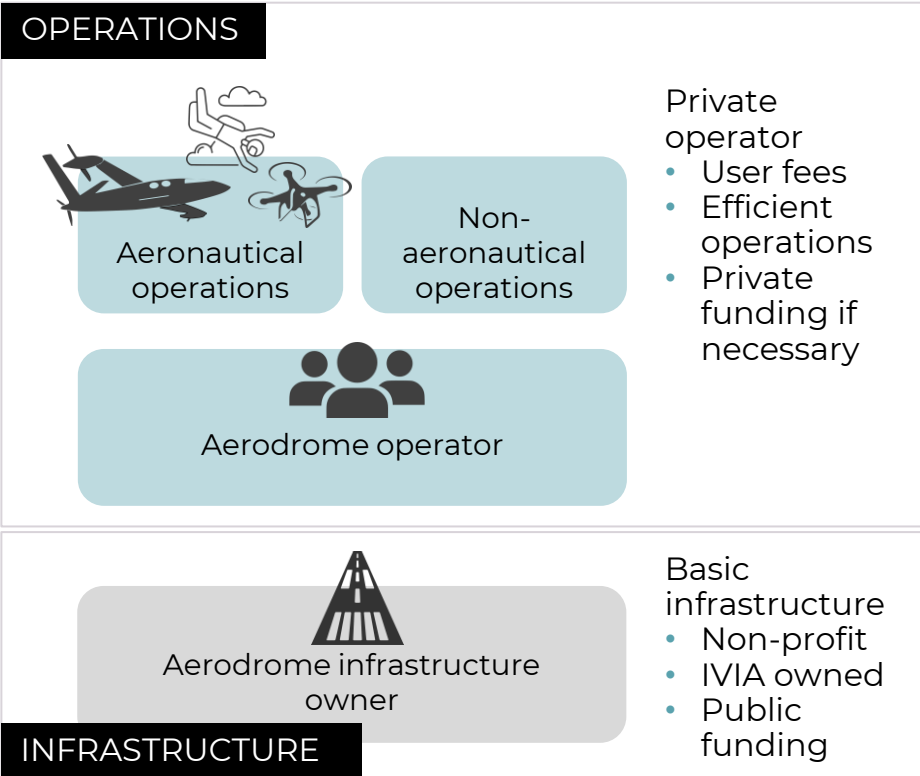 OPERATIONS
Private
operator
• User fees
• Efficient
operations
• Private
funding if
necessary
Aeronautical
operations
Non-
aeronautical
operations
Aerodrome operator
Basic
infrastructure
• Non-profit
• IVIA owned
• Public
funding
Aerodrome infrastructure
owner
INFRASTRUCTURE